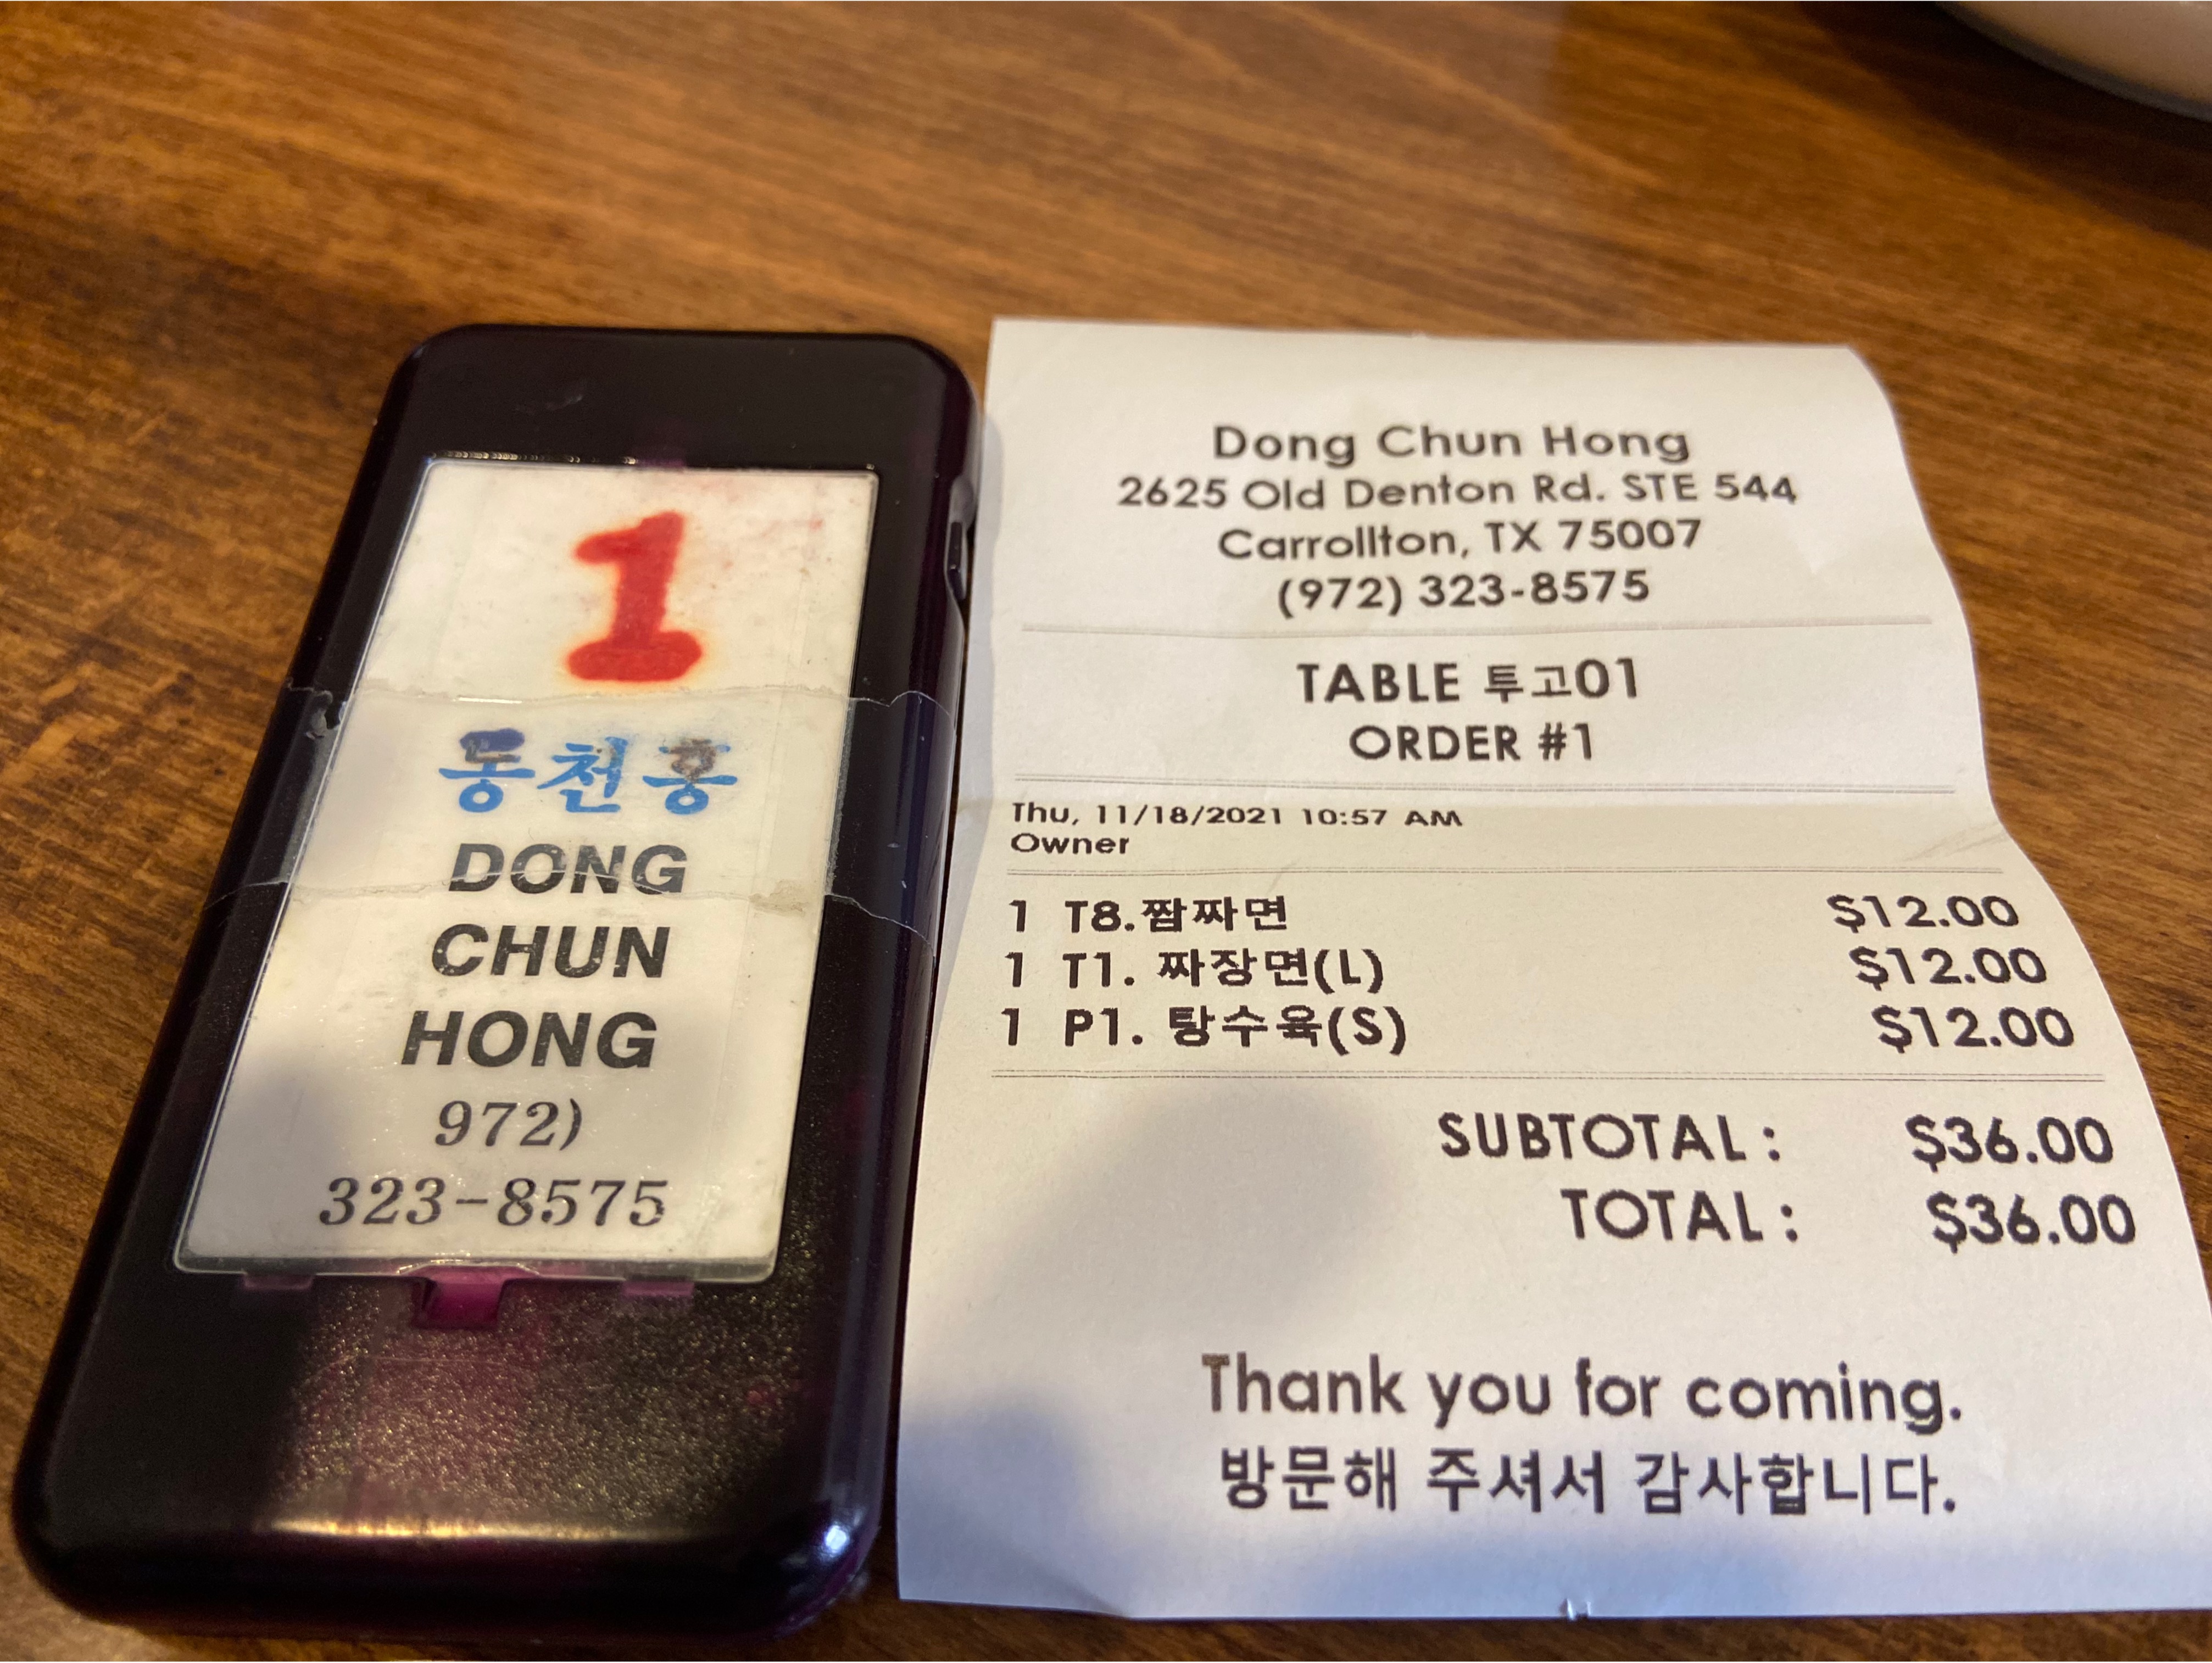 1
동천홍
DONG
CHUN
HONG
972)
323-8575
Dong Chun Hong
2625 Old Denton Rd. STE 544
Carrollton, TX 75007
(972) 323-8575
TABLE 투고01
ORDER #1
Thu, 11/18/2021 10:57 AM
Owner
1 T8.짬짜면 $12.00
1 T1. 짜장면(L) $12.00
1 P1. 탕수육(S) $12.00
SUBTOTAL : $36.00
TOTAL : $36.00
Thank you for coming.
방문해 주셔서 감사합니다.